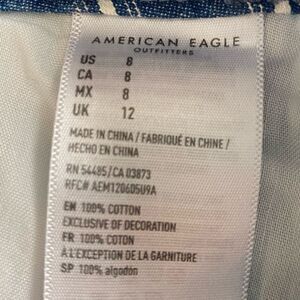 AMERICAN EAGLE
OUTFITTERS
US 8
CA 8
MX 8
UK 12
MADE IN CHINA / FABRIQUÉ EN CHINE /
HECHO EN CHINA
RN 54485/CA 03873
RFC# AEM120605U9A
EN 100% COTTON
EXCLUSIVE OF DECORATION
FR 100% COTON
À L'EXCEPTION DE LA GARNITURE
SP 100% algodón